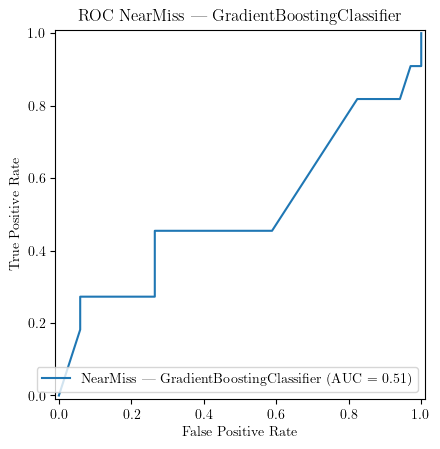 ROC NearMiss — GradientBoostingClassifier
1.0
0.8
0.6
0.4
0.2
0.0
True Positive Rate
NearMiss — GradientBoostingClassifier (AUC = 0.51)
0.0 0.2 0.4 0.6 0.8 1.0
False Positive Rate